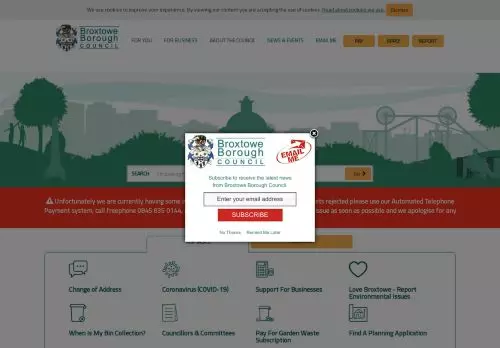 We use cookies to improve your experience. By viewing our content you are accepting the use of cookies. Read about cookies we use.
Dismiss
Broxtowe
Borough
COUNCIL
FOR YOU
FOR BUSINESS
ABOUT THE COUNCIL
NEWS & EVENTS
EMAIL ME
PAY
APPLY
REPORT
SEARCH
Go
Broxtowe
Borough
COUNCIL
EMAIL
ME
Subscribe to receive the latest news
from Broxtowe Borough Council
Enter your email address
SUBSCRIBE
No Thanks
Remind Me Later
Unfortunately we are currently having some
ets rejected please use our Automated Telephone
Payment system, call freephone 0845 835 0144,
issue as soon as possible and we apologise for any
Change of Address
Coronavirus (COVID-19)
Support For Businesses
Love Broxtowe - Report
Environmental Issues
When is My Bin Collection?
Councillors & Committees
Pay For Garden Waste
Subscription
Find A Planning Application